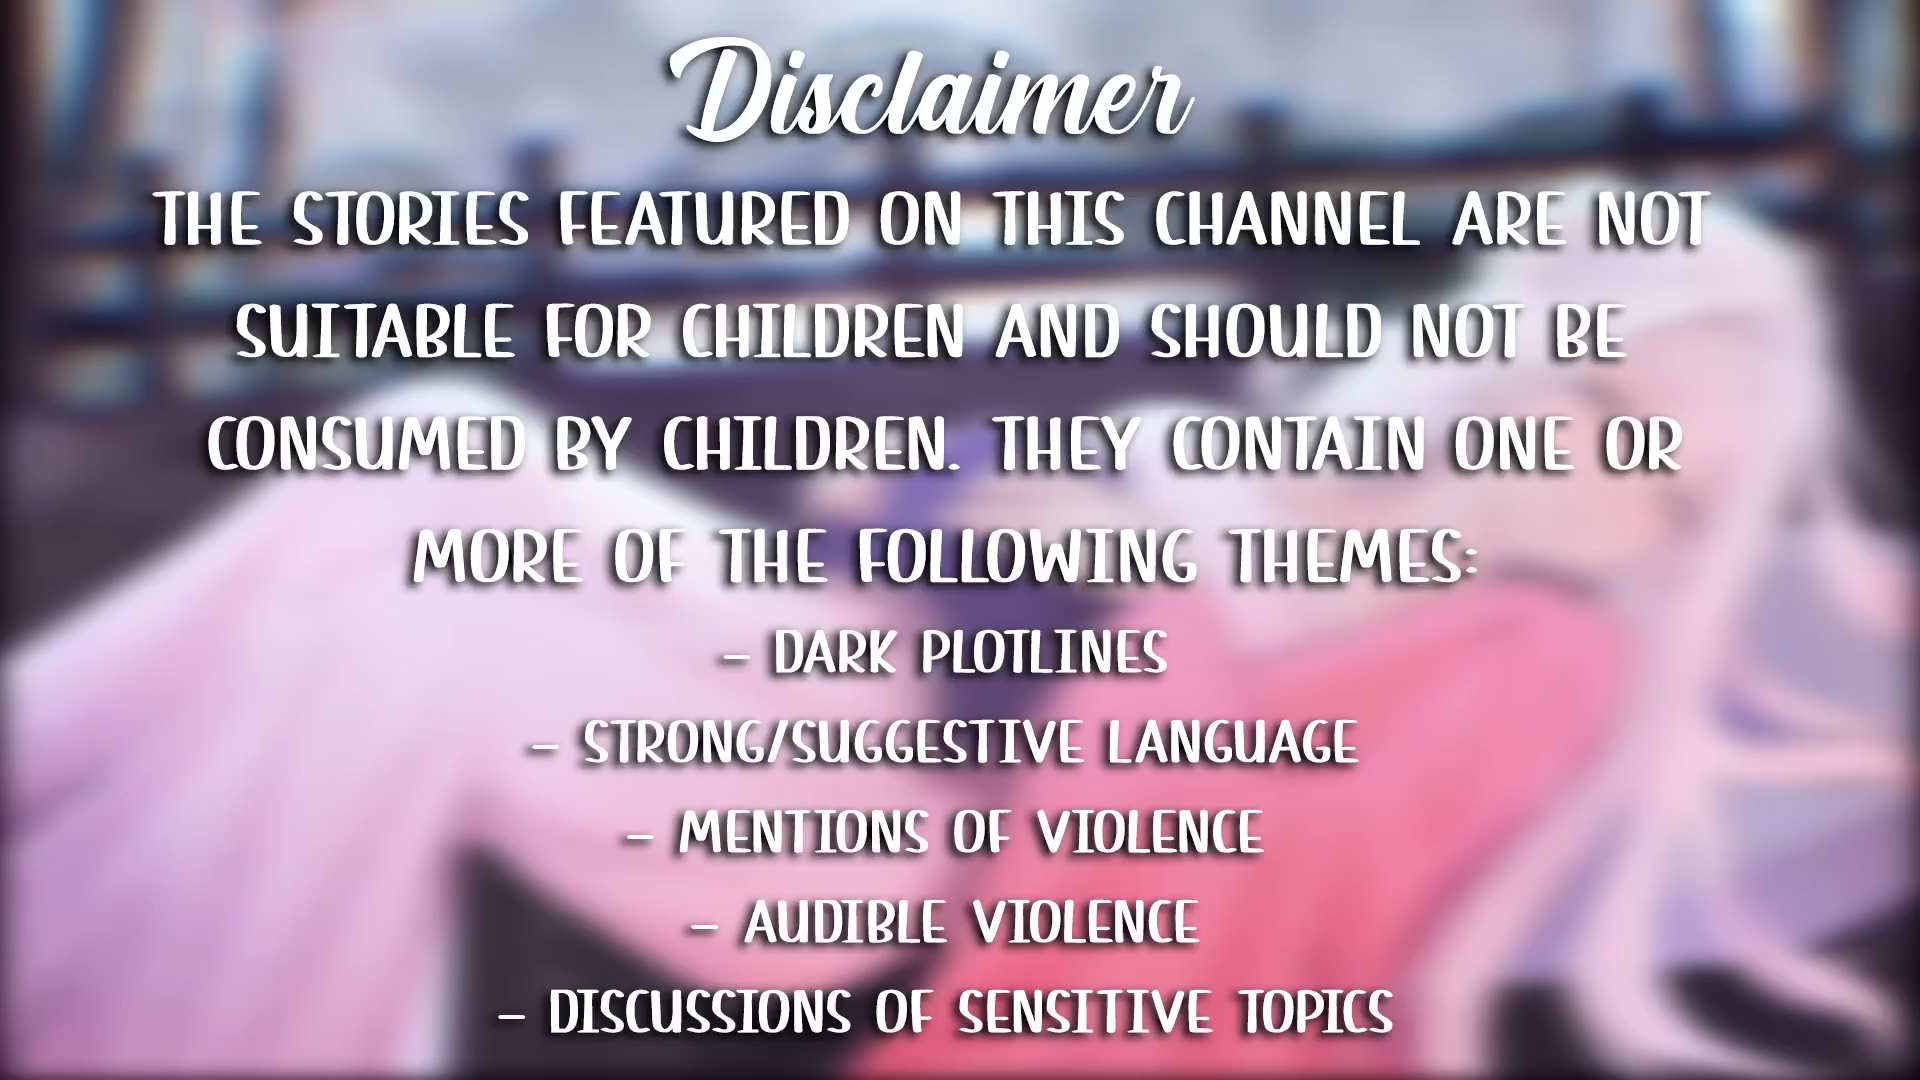 Disclaimer
THE STORIES FEATURED ON THIS CHANNEL ARE NOT
SUITABLE FOR CHILDREN AND SHOULD NOT BE
CONSUMED BY CHILDREN. THEY CONTAIN ONE OR
MORE OF THE FOLLOWING THEMES:
- DARK PLOTLINES
- STRONG/SUGGESTIVE LANGUAGE
- MENTIONS OF VIOLENCE
- AUDIBLE VIOLENCE
- DISCUSSIONS OF SENSITIVE TOPICS